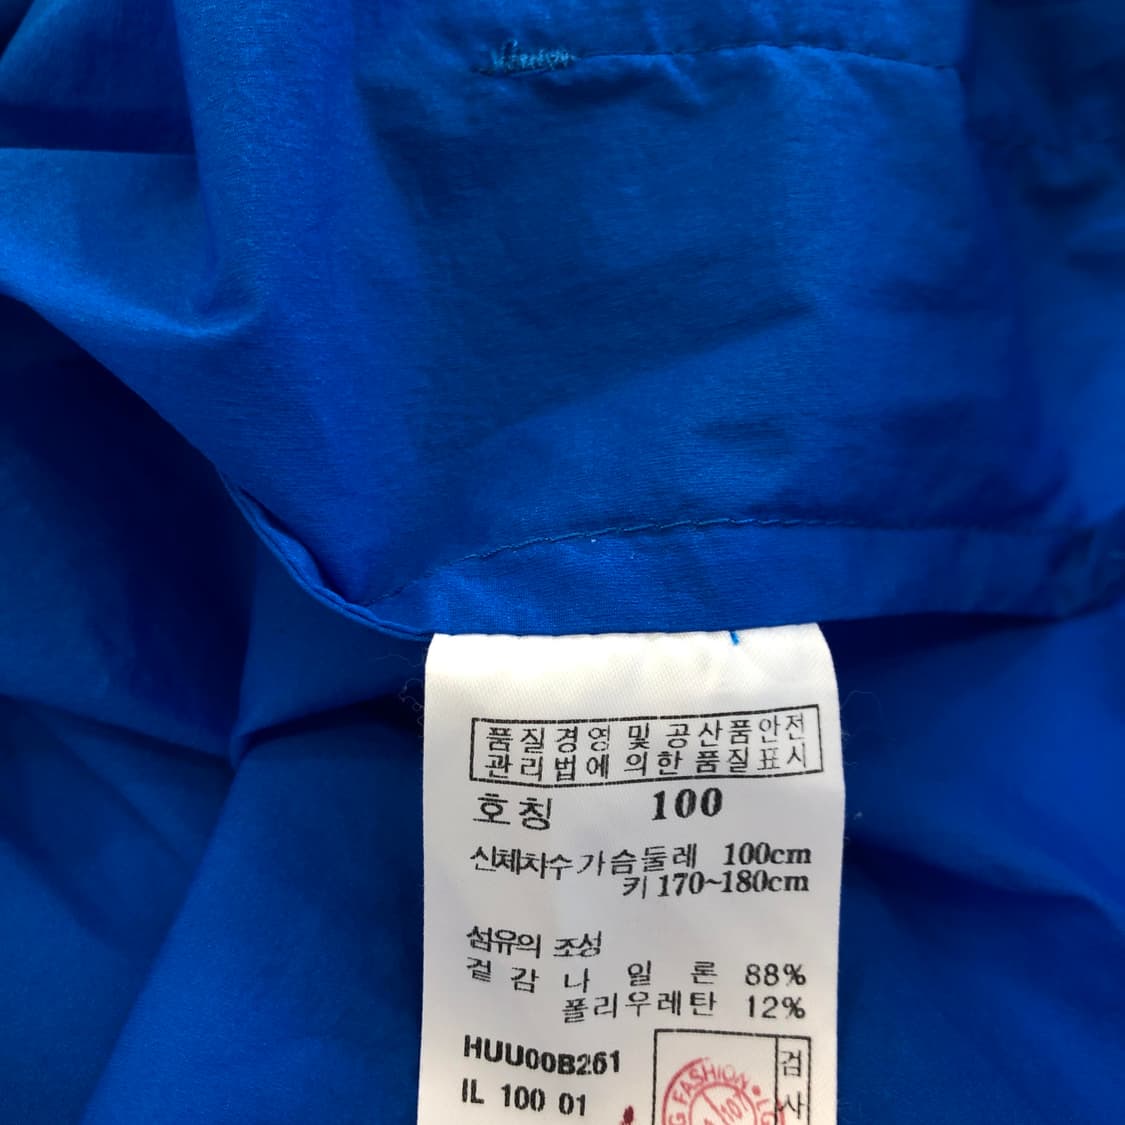 품질경영 및 공산품안전
관리법에 의한 품질표시
호칭 100
신체차수 가슴둘레 100cm
키 170~180cm
섬유의 조성
겉감 나일론 88%
폴리우레탄 12%
HUU00B261
IL 100 01
검사
FASHION